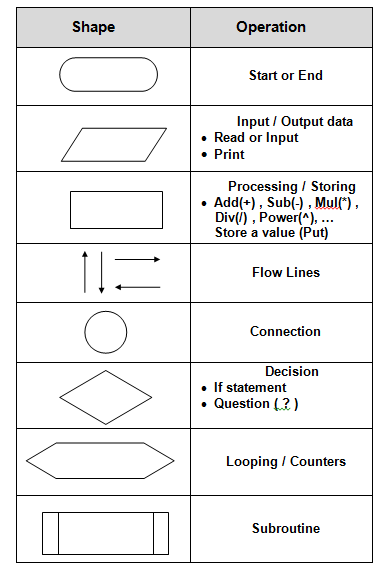 Shape Operation
Start or End
Input / Output data
• Read or Input
• Print
Processing / Storing
• Add(+) , Sub(-) , Mul(*) ,
Div(/) , Power(^), ...
Store a value (Put)
Flow Lines
Connection
Decision
• If statement
• Question ( ? )
Looping / Counters
Subroutine